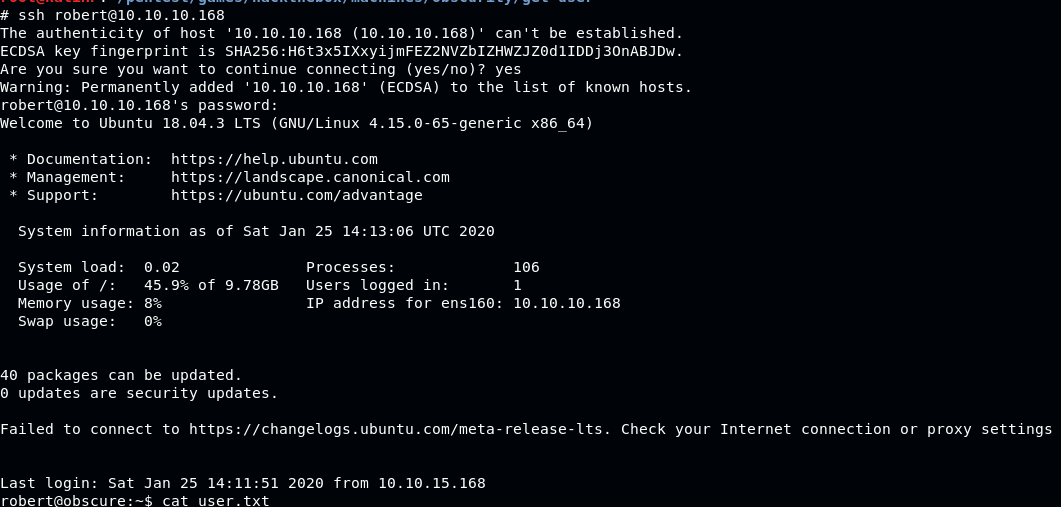 # ssh robert@10.10.10.168
The authenticity of host '10.10.10.168 (10.10.10.168)' can't be established.
ECDSA key fingerprint is SHA256:H6t3x5IXxyijmFEZ2NVZbIZHWZJZ0d1IDDj3OnABJDw.
Are you sure you want to continue connecting (yes/no)? yes
Warning: Permanently added '10.10.10.168' (ECDSA) to the list of known hosts.
robert@10.10.10.168's password:
Welcome to Ubuntu 18.04.3 LTS (GNU/Linux 4.15.0-65-generic x86_64)
* Documentation:  https://help.ubuntu.com
* Management:     https://landscape.canonical.com
* Support:        https://ubuntu.com/advantage
System information as of Sat Jan 25 14:13:06 UTC 2020
System load:  0.02                Processes:             106
Usage of /:   45.9% of 9.78GB   Users logged in:       1
Memory usage: 8%                IP address for ens160: 10.10.10.168
Swap usage:   0%
40 packages can be updated.
0 updates are security updates.
Failed to connect to https://changelogs.ubuntu.com/meta-release-lts. Check your Internet connection or proxy settings
Last login: Sat Jan 25 14:11:51 2020 from 10.10.15.168
robert@obscure:~$ cat user.txt